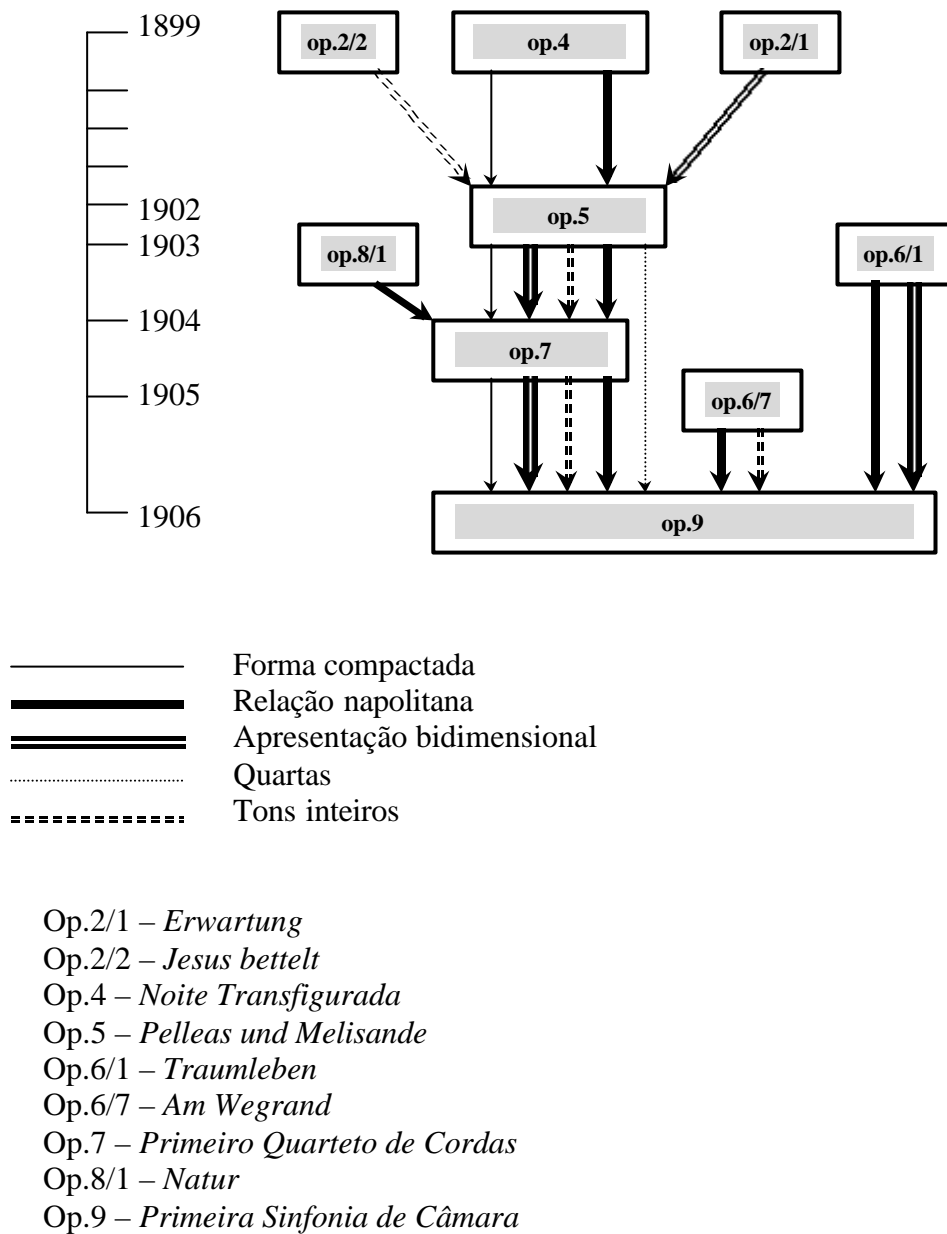 1899
op.2/2 op.4 op.2/1
1902
op.5
1903
op.8/1 op.6/1
1904
op.7
1905
op.6/7
1906
op.9
Forma compactada
Relação napolitana
Apresentação bidimensional
Quartas
Tons inteiros
Op.2/1 – Erwartung
Op.2/2 – Jesus bettelt
Op.4 – Noite Transfigurada
Op.5 – Pelleas und Melisande
Op.6/1 – Traumleben
Op.6/7 – Am Wegrand
Op.7 – Primeiro Quarteto de Cordas
Op.8/1 – Natur
Op.9 – Primeira Sinfonia de Câmara